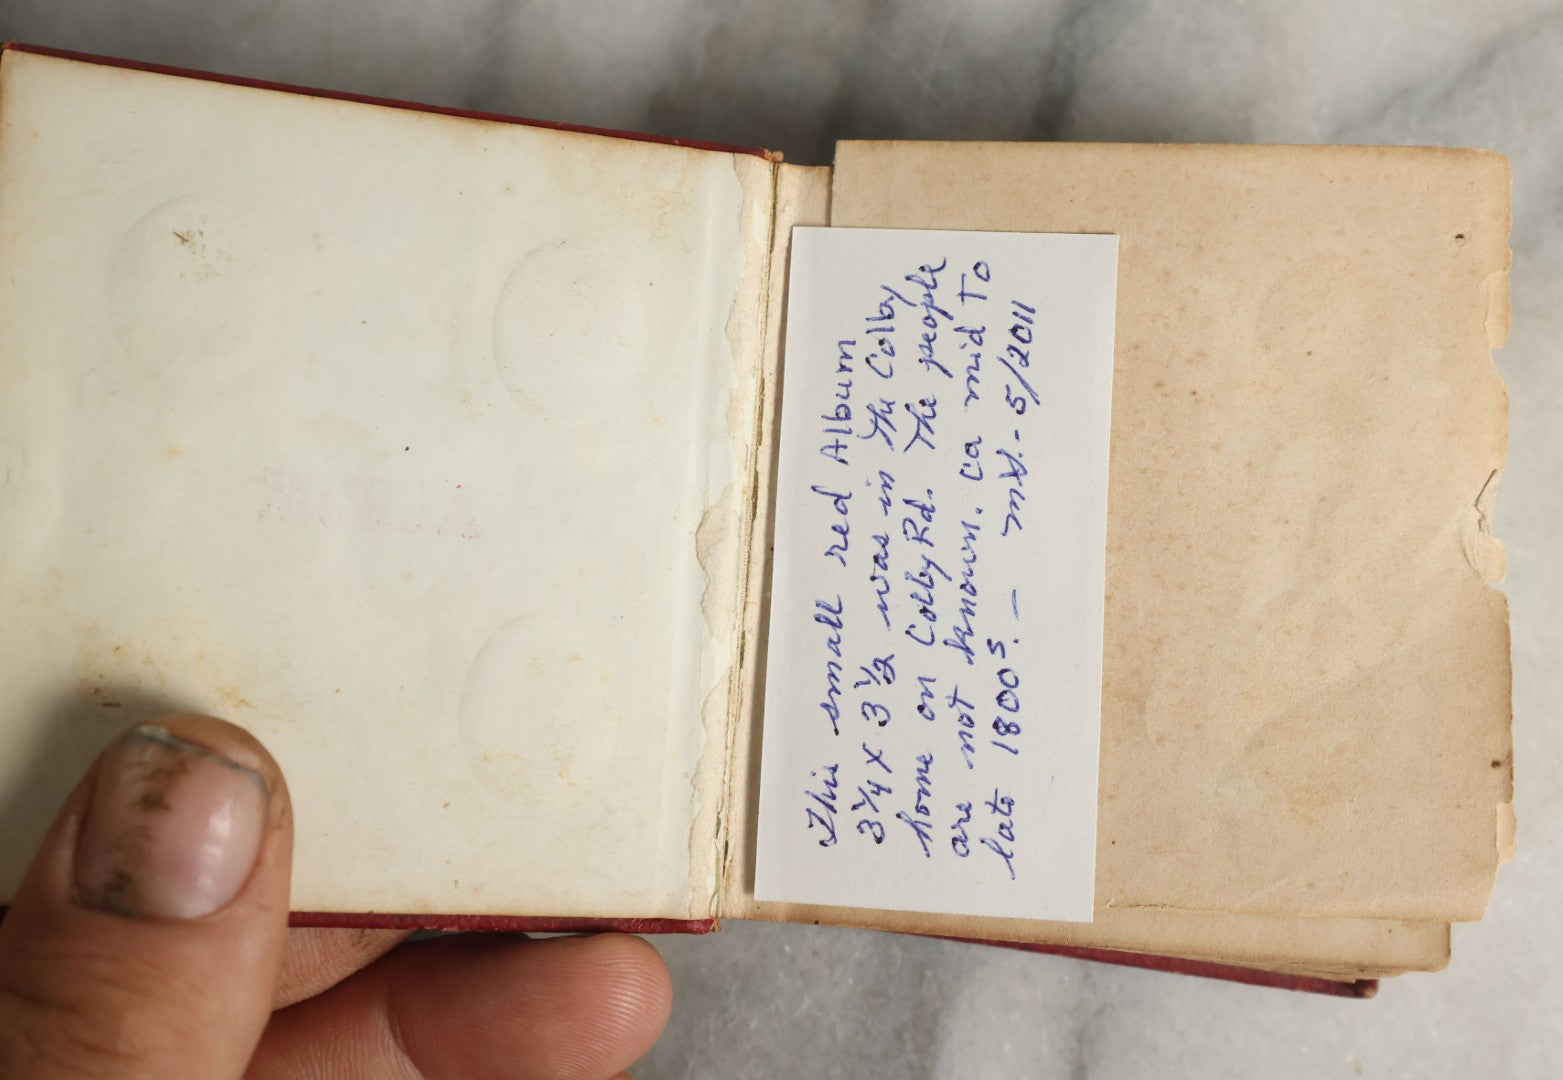 This small red Album
3¼ X 3½ was in The Colby
home on Colby Rd. The people
are not known. ca mid To
late 1800s. — MH.- 5/2011